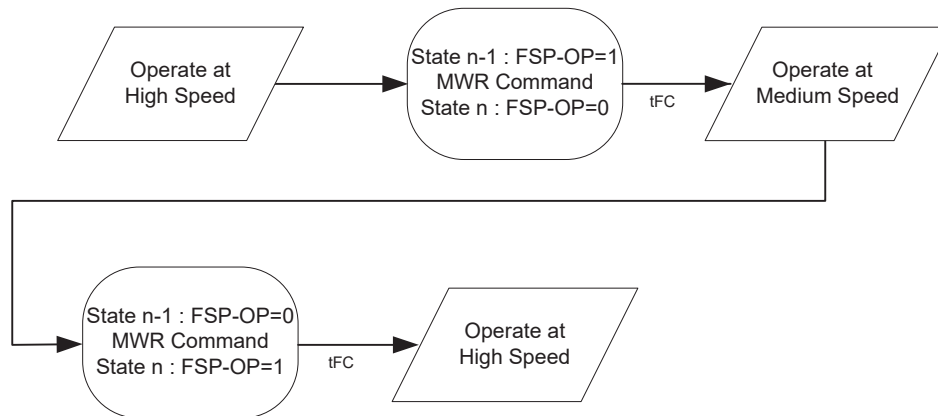 Operate at
High Speed
State n-1 : FSP-OP=1
MWR Command
State n : FSP-OP=0
tFC
Operate at
Medium Speed
State n-1 : FSP-OP=0
MWR Command
State n : FSP-OP=1
tFC
Operate at
High Speed